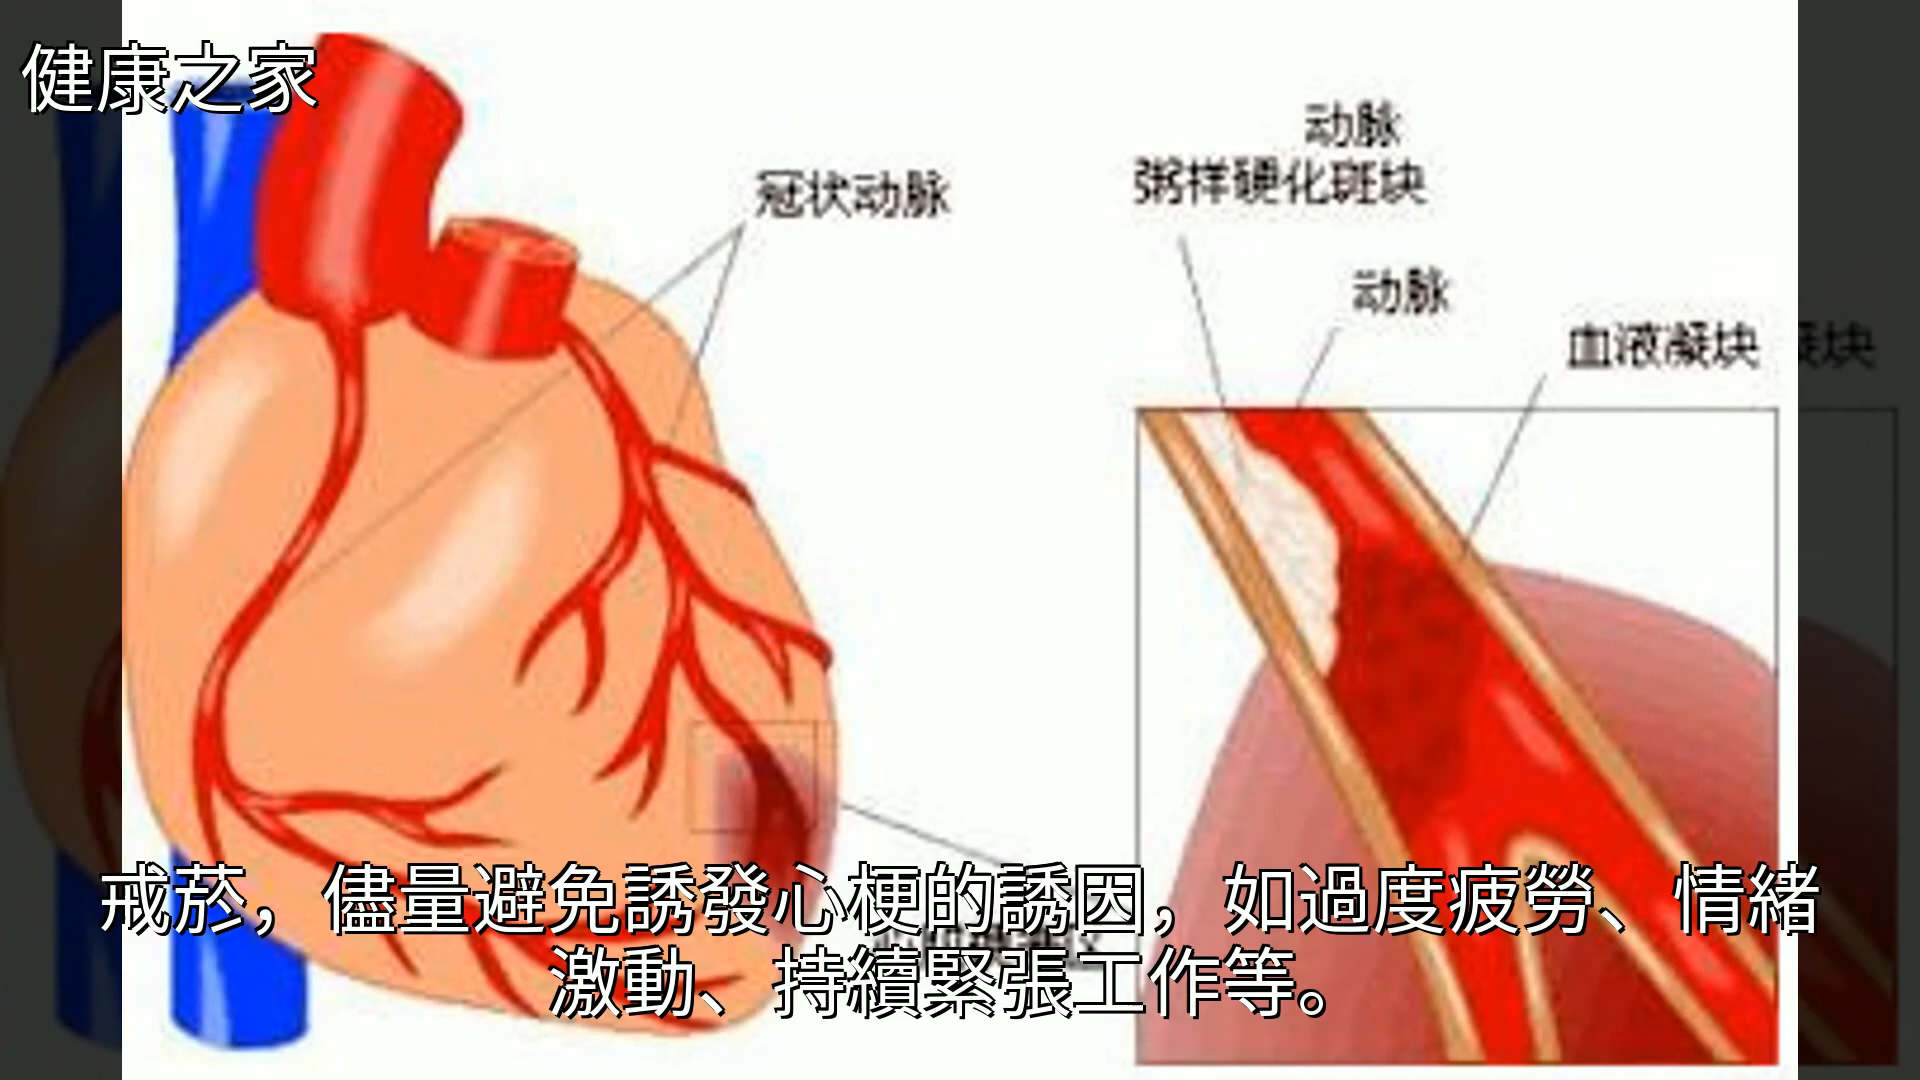 健康之家
冠状动脉
动脉
粥样硬化斑块
动脉
血液凝块
戒菸，儘量避免誘發心梗的誘因，如過度疲勞、情緒
激動、持續緊張工作等。